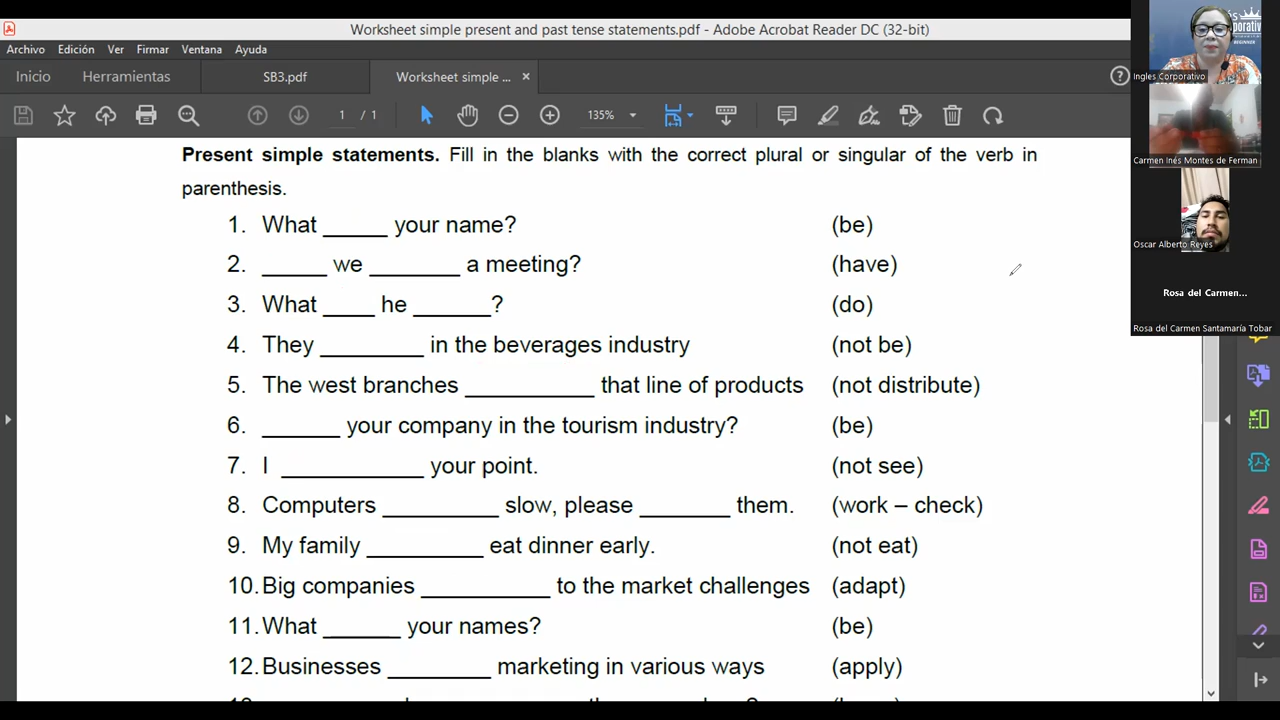 Worksheet simple present and past tense statements.pdf - Adobe Acrobat Reader DC (32-bit)
Archivo Edición Ver Firmar Ventana Ayuda
Inicio Herramientas SB3.pdf Worksheet simple ... ×
1 / 1 135%
Present simple statements. Fill in the blanks with the correct plural or singular of the verb in
parenthesis.
1. What _____ your name? (be)
2. _____ we _______ a meeting? (have)
3. What ____ he ______? (do)
4. They ________ in the beverages industry (not be)
5. The west branches __________ that line of products (not distribute)
6. ______ your company in the tourism industry? (be)
7. I ___________ your point. (not see)
8. Computers _________ slow, please _______ them. (work – check)
9. My family _________ eat dinner early. (not eat)
10. Big companies __________ to the market challenges (adapt)
11. What ______ your names? (be)
12. Businesses ________ marketing in various ways (apply)
BEGINNER
Ingles Corporativo
Carmen Inés Montes de Ferman
Oscar Alberto Reyes
Rosa del Carmen...
Rosa del Carmen Santamaría Tobar